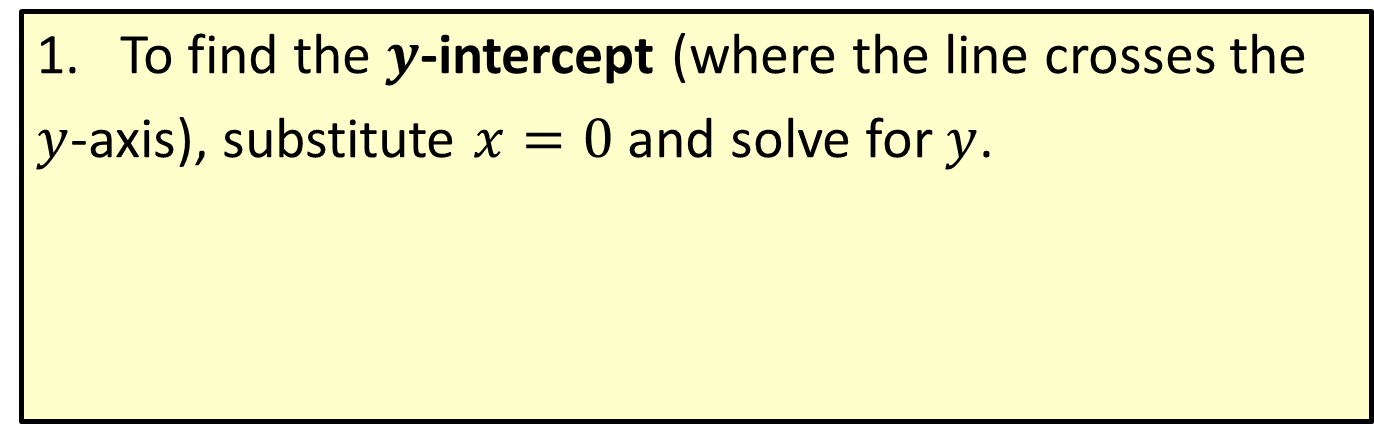 1. To find the y-intercept (where the line crosses the
y-axis), substitute x = 0 and solve for y.